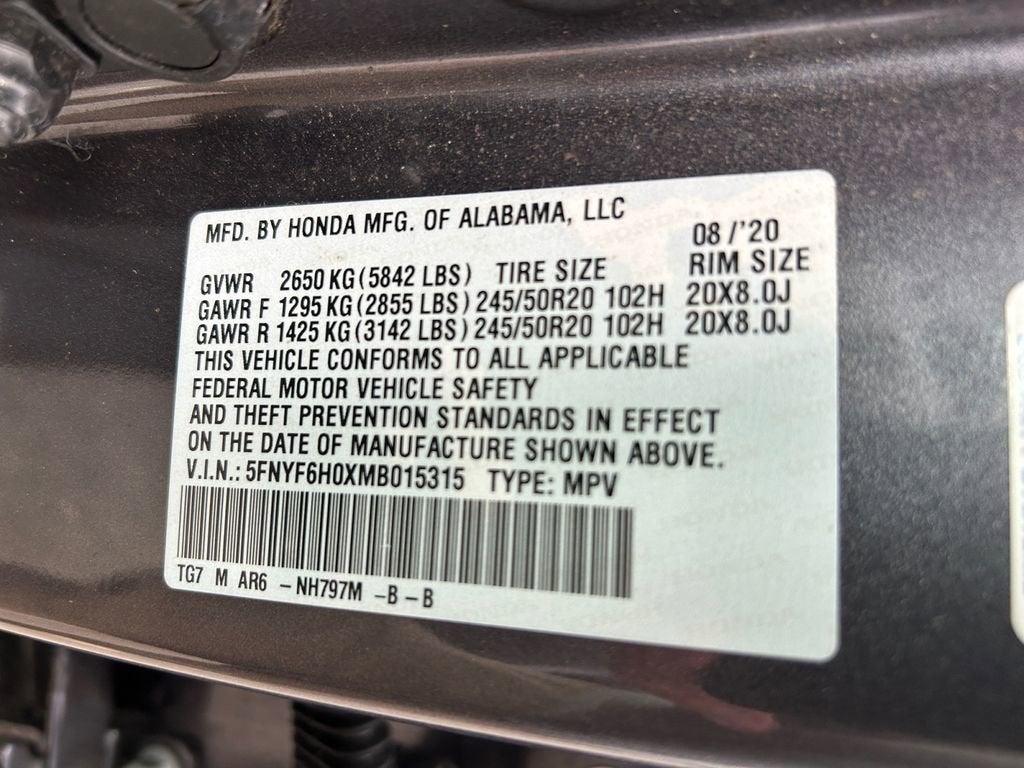 MFD. BY HONDA MFG. OF ALABAMA, LLC 08/'20
GVWR 2650 KG (5842 LBS) TIRE SIZE RIM SIZE
GAWR F 1295 KG (2855 LBS) 245/50R20 102H 20X8.0J
GAWR R 1425 KG (3142 LBS) 245/50R20 102H 20X8.0J
THIS VEHICLE CONFORMS TO ALL APPLICABLE
FEDERAL MOTOR VEHICLE SAFETY
AND THEFT PREVENTION STANDARDS IN EFFECT
ON THE DATE OF MANUFACTURE SHOWN ABOVE.
V.I.N.: 5FNYF6H0XMB015315 TYPE: MPV
TG7 M AR6 -NH797M -B-B